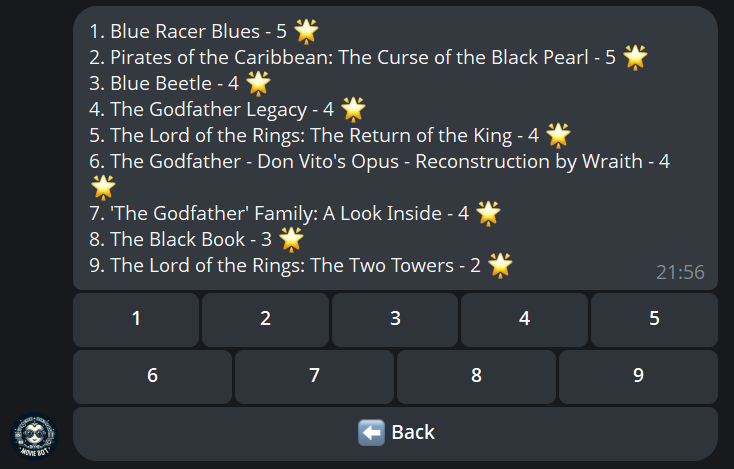 1. Blue Racer Blues - 5 🌟
2. Pirates of the Caribbean: The Curse of the Black Pearl - 5 🌟
3. Blue Beetle - 4 🌟
4. The Godfather Legacy - 4 🌟
5. The Lord of the Rings: The Return of the King - 4 🌟
6. The Godfather - Don Vito's Opus - Reconstruction by Wraith - 4
🌟
7. 'The Godfather' Family: A Look Inside - 4 🌟
8. The Black Book - 3 🌟
9. The Lord of the Rings: The Two Towers - 2 🌟
21:56
1 2 3 4 5
6 7 8 9
⬅️ Back
MOVIE BOT